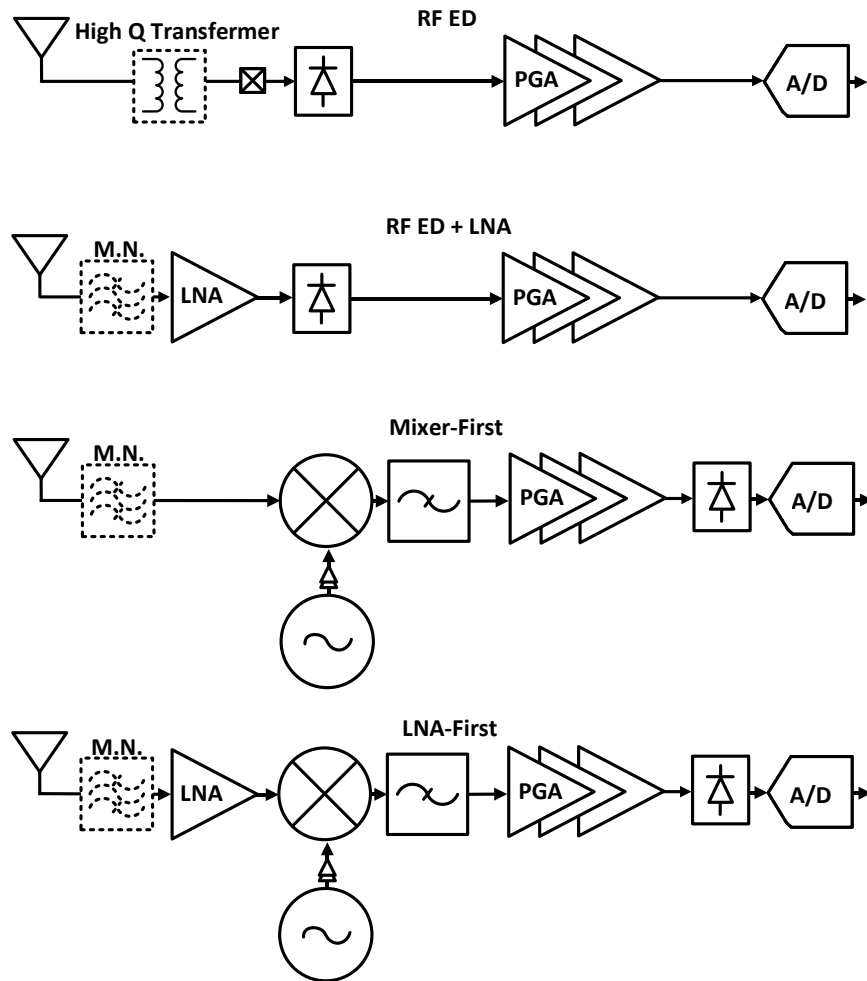 RF ED
High Q Transfermer
PGA
A/D
RF ED + LNA
M.N.
LNA
PGA
A/D
Mixer-First
M.N.
PGA
A/D
LNA-First
M.N.
LNA
PGA
A/D